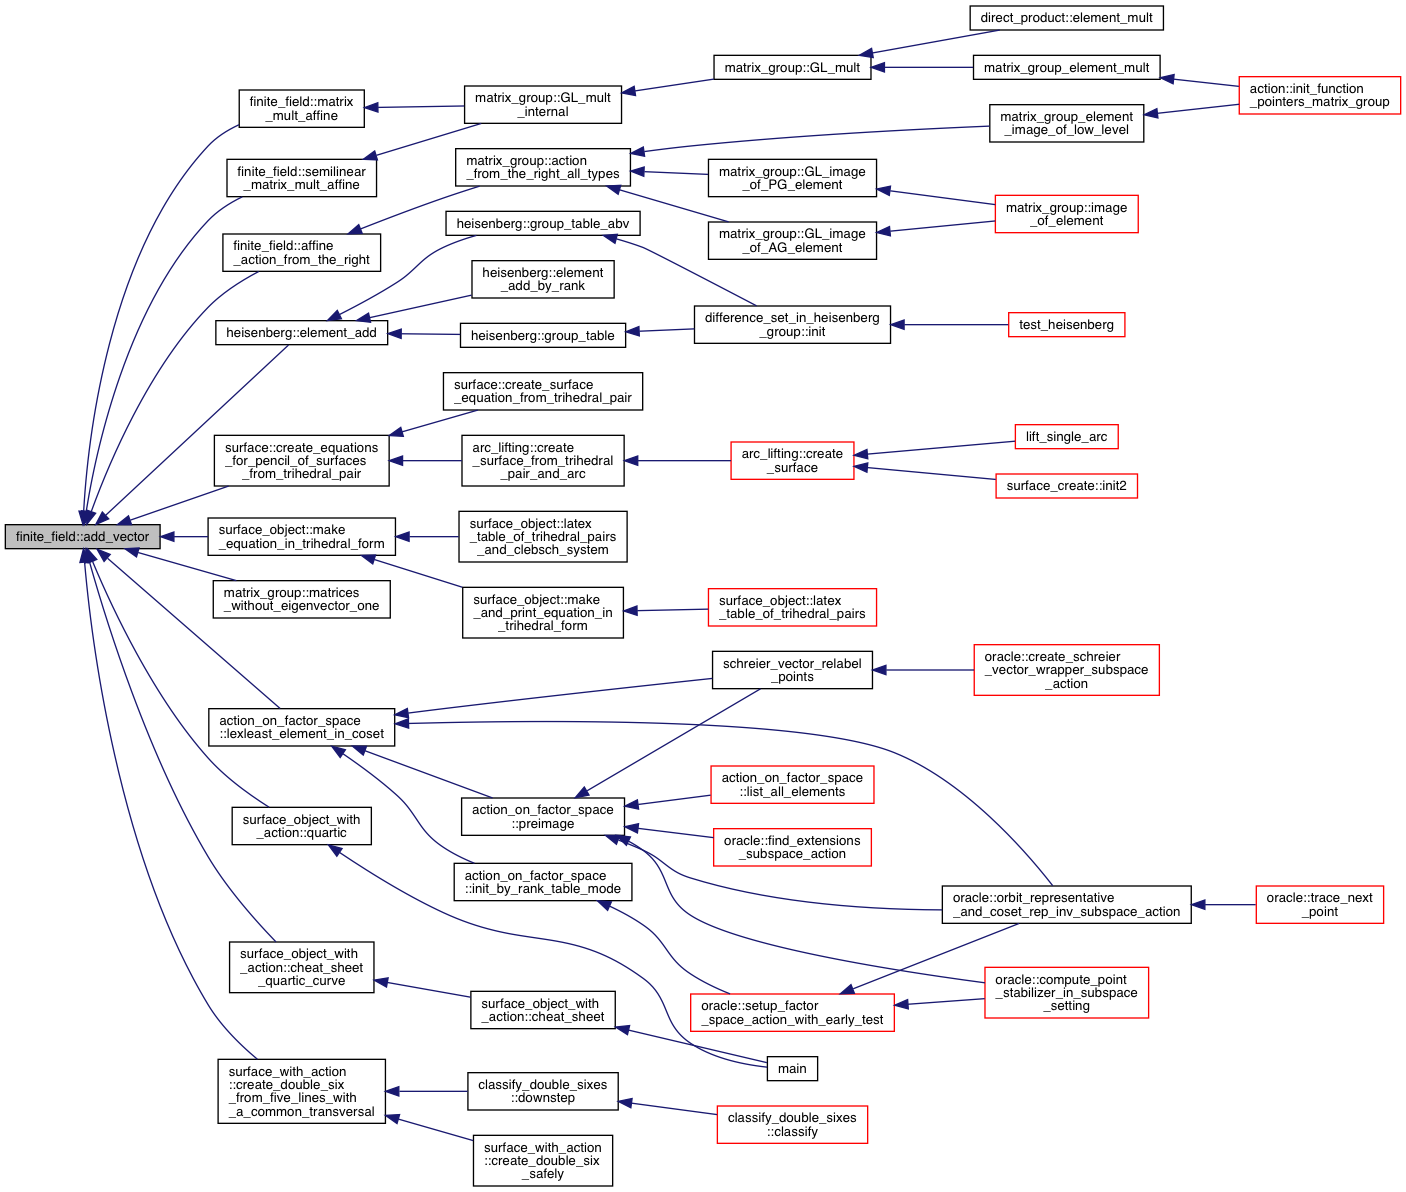 finite_field::add_vector
finite_field::matrix
_mult_affine
finite_field::semilinear
_matrix_mult_affine
finite_field::affine
_action_from_the_right
heisenberg::element_add
surface::create_equations
_for_pencil_of_surfaces
_from_trihedral_pair
surface_object::make
_equation_in_trihedral_form
matrix_group::matrices
_without_eigenvector_one
action_on_factor_space
::lexleast_element_in_coset
surface_object_with
_action::quartic
surface_object_with
_action::cheat_sheet
_quartic_curve
surface_with_action
::create_double_six
_from_five_lines_with
_a_common_transversal
matrix_group::GL_mult
_internal
matrix_group::action
_from_the_right_all_types
heisenberg::group_table_abv
heisenberg::element
_add_by_rank
heisenberg::group_table
surface::create_surface
_equation_from_trihedral_pair
arc_lifting::create
_surface_from_trihedral
_pair_and_arc
surface_object::latex
_table_of_trihedral_pairs
_and_clebsch_system
surface_object::make
_and_print_equation_in
_trihedral_form
action_on_factor_space
::preimage
action_on_factor_space
::init_by_rank_table_mode
surface_object_with
_action::cheat_sheet
classify_double_sixes
::downstep
surface_with_action
::create_double_six
_safely
matrix_group::GL_mult
matrix_group::GL_image
_of_PG_element
matrix_group::GL_image
_of_AG_element
difference_set_in_heisenberg
_group::init
arc_lifting::create
_surface
surface_object::latex
_table_of_trihedral_pairs
schreier_vector_relabel
_points
action_on_factor_space
::list_all_elements
oracle::find_extensions
_subspace_action
oracle::setup_factor
_space_action_with_early_test
main
classify_double_sixes
::classify
direct_product::element_mult
matrix_group_element_mult
matrix_group_element
_image_of_low_level
matrix_group::image
_of_element
test_heisenberg
lift_single_arc
surface_create::init2
oracle::create_schreier
_vector_wrapper_subspace
_action
oracle::orbit_representative
_and_coset_rep_inv_subspace_action
oracle::compute_point
_stabilizer_in_subspace
_setting
action::init_function
_pointers_matrix_group
oracle::trace_next
_point